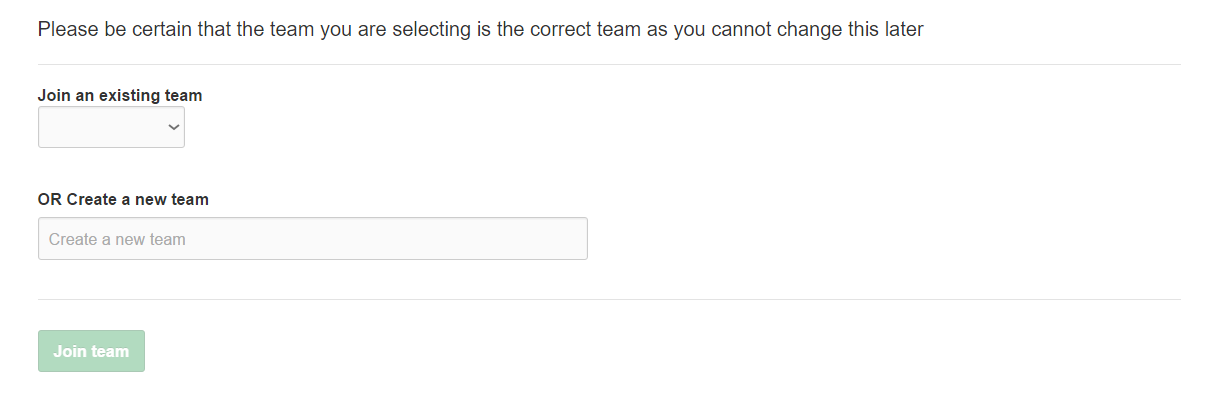 Please be certain that the team you are selecting is the correct team as you cannot change this later
Join an existing team
OR Create a new team
Create a new team
Join team